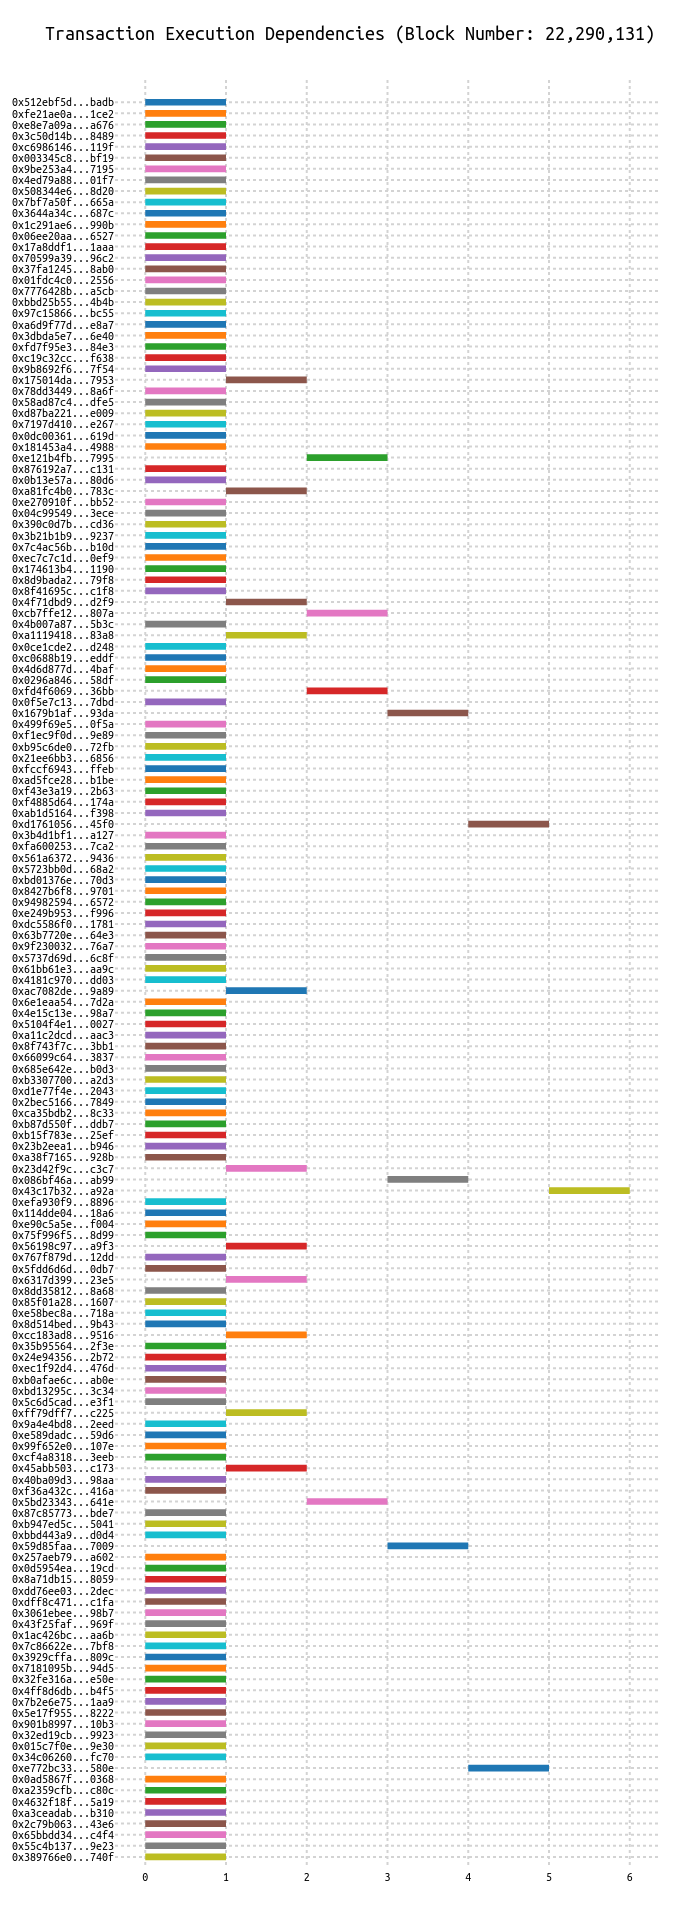 Transaction Execution Dependencies (Block Number: 22,290,131)
0x512ebf5d...badb
0xfe21ae0a...1ce2
0xe8e7a09a...a676
0x3c50d14b...8489
0xc6986146...119f
0x003345c8...bf19
0x9be253a4...7195
0x4ed79a88...01f7
0x508344e6...8d20
0x7bf7a50f...665a
0x3644a34c...687c
0x1c291ae6...990b
0x06ee20aa...6527
0x17a8ddf1...1aaa
0x70599a39...96c2
0x37fa1245...8ab0
0x01fdc4c0...2556
0x7776428b...a5cb
0xbbd25b55...4b4b
0x97c15866...bc55
0xa6d9f77d...e8a7
0x3dbda5e7...6e40
0xfd7f95e3...84e3
0xc19c32cc...f638
0x9b8692f6...7f54
0x175014da...7953
0x78dd3449...8a6f
0x58ad87c4...dfe5
0xd87ba221...e009
0x7197d410...e267
0x0dc00361...619d
0x181453a4...4988
0xe121b4fb...7995
0x876192a7...c131
0x0b13e57a...80d6
0xa81fc4b0...783c
0xe270910f...bb52
0x04c99549...3ece
0x390c0d7b...cd36
0x3b21b1b9...9237
0x7c4ac56b...b10d
0xec7c7c1d...0ef9
0x174613b4...1190
0x8d9bada2...79f8
0x8f41695c...c1f8
0x4f71dbd9...d2f9
0xcb7ffe12...807a
0x4b007a87...5b3c
0xa1119418...83a8
0x0ce1cde2...d248
0xc0688b19...eddf
0x4d6d877d...4baf
0x0296a846...58df
0xfd4f6069...36bb
0x0f5e7c13...7dbd
0x1679b1af...93da
0x499f69e5...0f5a
0xf1ec9f0d...9e89
0xb95c6de0...72fb
0x21ee6bb3...6856
0xfccf6943...ffeb
0xad5fce28...b1be
0xf43e3a19...2b63
0xf4885d64...174a
0xab1d5164...f398
0xd1761056...45f0
0x3b4d1bf1...a127
0xfa600253...7ca2
0x561a6372...9436
0x5723bb0d...68a2
0xbd01376e...70d3
0x8427b6f8...9701
0x94982594...6572
0xe249b953...f996
0xdc5586f0...1781
0x63b7720e...64e3
0x9f230032...76a7
0x5737d69d...6c8f
0x61bb61e3...aa9c
0x4181c970...dd03
0xac7082de...9a89
0x6e1eaa54...7d2a
0x4e15c13e...98a7
0x5104f4e1...0027
0xa11c2dcd...aac3
0x8f743f7c...3bb1
0x66099c64...3837
0x685e642e...b0d3
0xb3307700...a2d3
0xd1e77f4e...2043
0x2bec5166...7849
0xca35bdb2...8c33
0xb87d550f...ddb7
0xb15f783e...25ef
0x23b2eea1...b946
0xa38f7165...928b
0x23d42f9c...c3c7
0x086bf46a...ab99
0x43c17b32...a92a
0xefa930f9...8896
0x114dde04...18a6
0xe90c5a5e...f004
0x75f996f5...8d99
0x56198c97...a9f3
0x767f879d...12dd
0x5fdd6d6d...0db7
0x6317d399...23e5
0x8dd35812...8a68
0x85f01a28...1607
0xe58bec8a...718a
0x8d514bed...9b43
0xcc183ad8...9516
0x35b95564...2f3e
0x24e94356...2b72
0xec1f92d4...476d
0xb0afae6c...ab0e
0xbd13295c...3c34
0x5c6d5cad...e3f1
0xff79dff7...c225
0x9a4e4bd8...2eed
0xe589dadc...59d6
0x99f652e0...107e
0xcf4a8318...3eeb
0x45abb503...c173
0x40ba09d3...98aa
0xf36a432c...416a
0x5bd23343...641e
0x87c85773...bde7
0xb947ed5c...5041
0xbbd443a9...d0d4
0x59d85faa...7009
0x257aeb79...a602
0x0d5954ea...19cd
0x8a71db15...8059
0xdd76ee03...2dec
0xdff8c471...c1fa
0x3061ebee...98b7
0x43f25faf...969f
0x1ac426bc...aa6b
0x7c86622e...7bf8
0x3929cffa...809c
0x7181095b...94d5
0x32fe316a...e50e
0x4ff8d6db...b4f5
0x7b2e6e75...1aa9
0x5e17f955...8222
0x901b8997...10b3
0x32ed19cb...9923
0x015c7f0e...9e30
0x34c06260...fc70
0xe772bc33...580e
0x0ad5867f...0368
0xa2359cfb...c80c
0x4632f18f...5a19
0xa3ceadab...b310
0x2c79b063...43e6
0x65bbdd34...c4f4
0x55c4b137...9e23
0x389766e0...740f
0 1 2 3 4 5 6